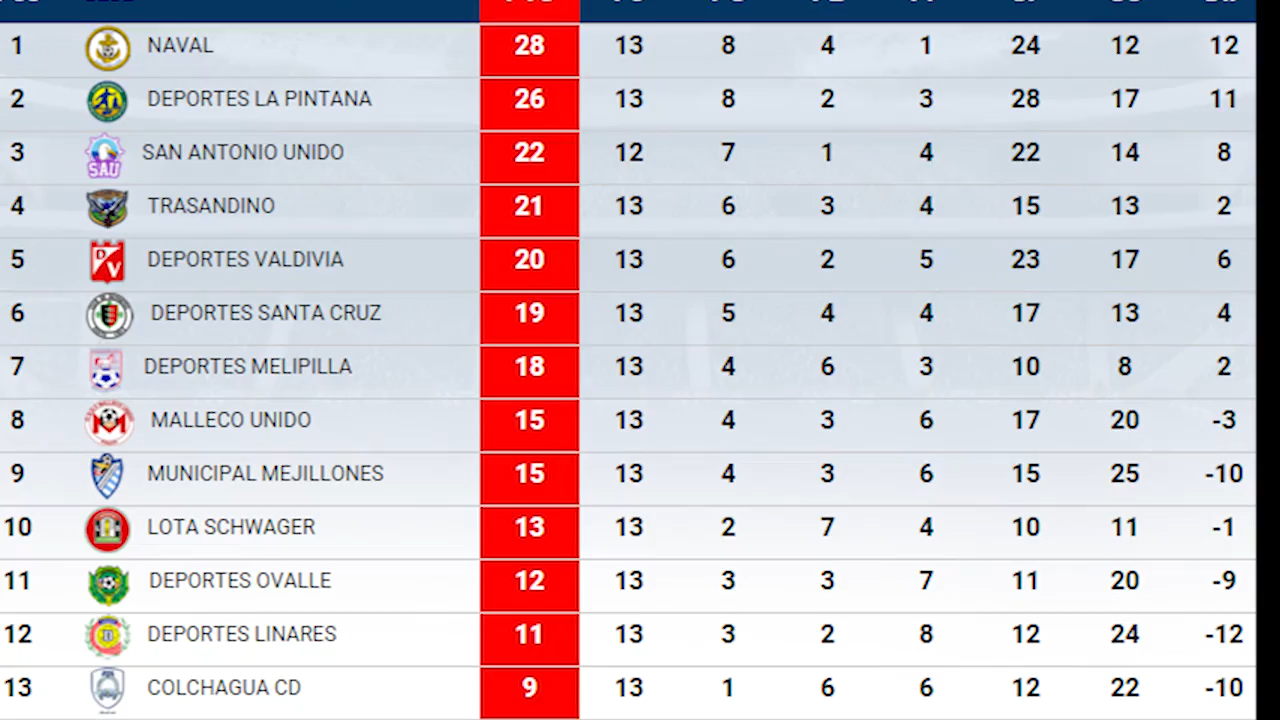 1 NAVAL 28 13 8 4 1 24 12 12
2 DEPORTES LA PINTANA 26 13 8 2 3 28 17 11
3 SAU SAN ANTONIO UNIDO 22 12 7 1 4 22 14 8
4 TRASANDINO 21 13 6 3 4 15 13 2
5 D V DEPORTES VALDIVIA 20 13 6 2 5 23 17 6
6 DEPORTES SANTA CRUZ 19 13 5 4 4 17 13 4
7 DEPORTES MELIPILLA 18 13 4 6 3 10 8 2
8 MALLECO UNIDO 15 13 4 3 6 17 20 -3
9 MUNICIPAL MEJILLONES 15 13 4 3 6 15 25 -10
10 LOTA SCHWAGER 13 13 2 7 4 10 11 -1
11 DEPORTES OVALLE 12 13 3 3 7 11 20 -9
12 DEPORTES LINARES 11 13 3 2 8 12 24 -12
13 COLCHAGUA CD 9 13 1 6 6 12 22 -10